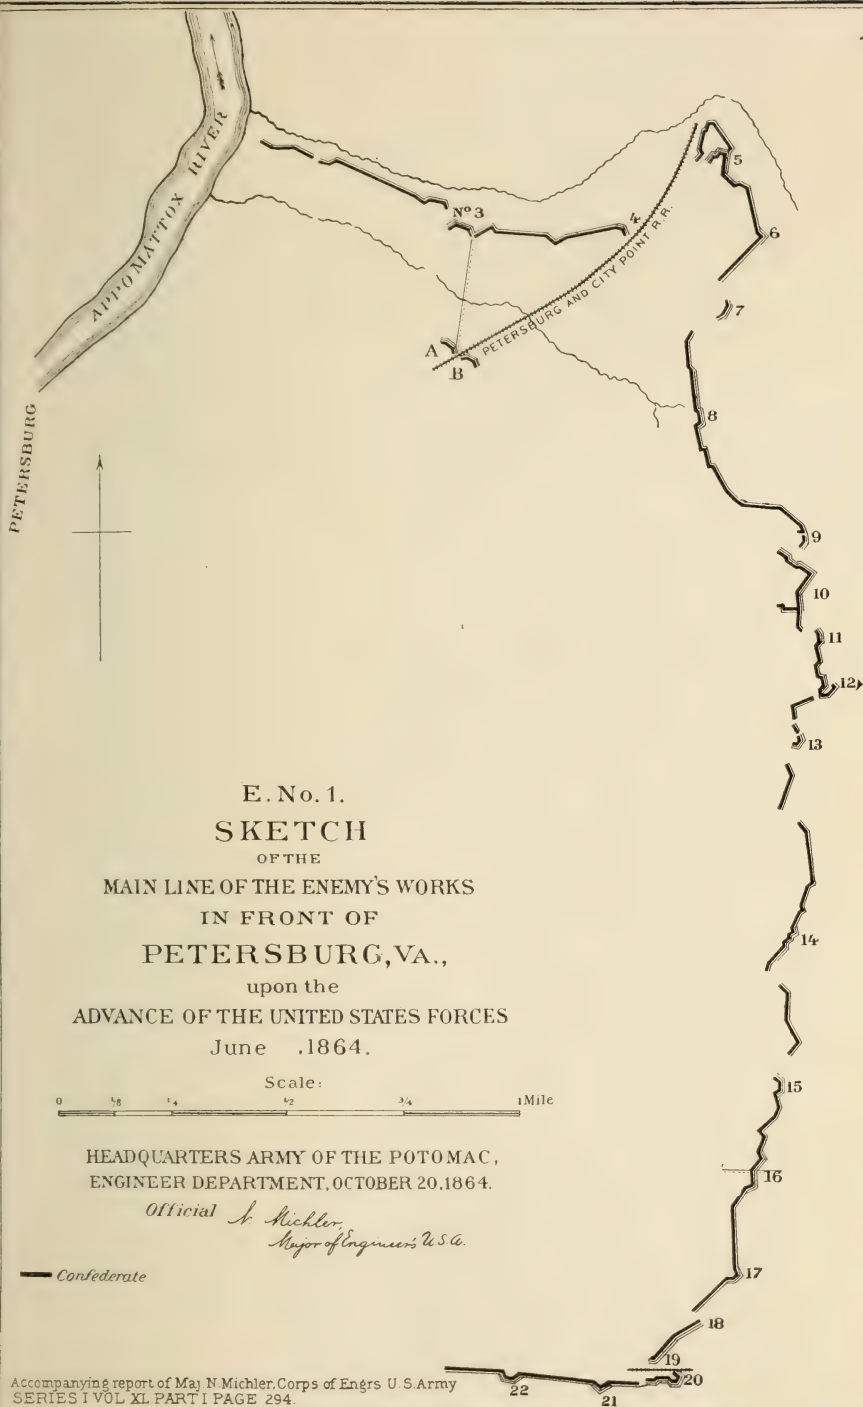 APPOMATTOX RIVER
PETERSBURG
Nº 3
4
5
6
7
PETERSBURG AND CITY POINT R.R.
A
B
8
9
10
11
12
13
14
15
16
17
18
19
20
21
22
E. No. 1.
SKETCH
OF THE
MAIN LINE OF THE ENEMY'S WORKS
IN FRONT OF
PETERSBURG, VA.,
upon the
ADVANCE OF THE UNITED STATES FORCES
June .1864.
Scale:
0 1/8 1/4 1/2 3/4 1 Mile
HEADQUARTERS ARMY OF THE POTOMAC,
ENGINEER DEPARTMENT, OCTOBER 20.1864.
Official N. Michler,
Major of Engineers U.S.A.
Confederate
Accompanying report of Maj N Michler, Corps of Engrs U.S. Army
SERIES I VOL XL PART I PAGE 294.